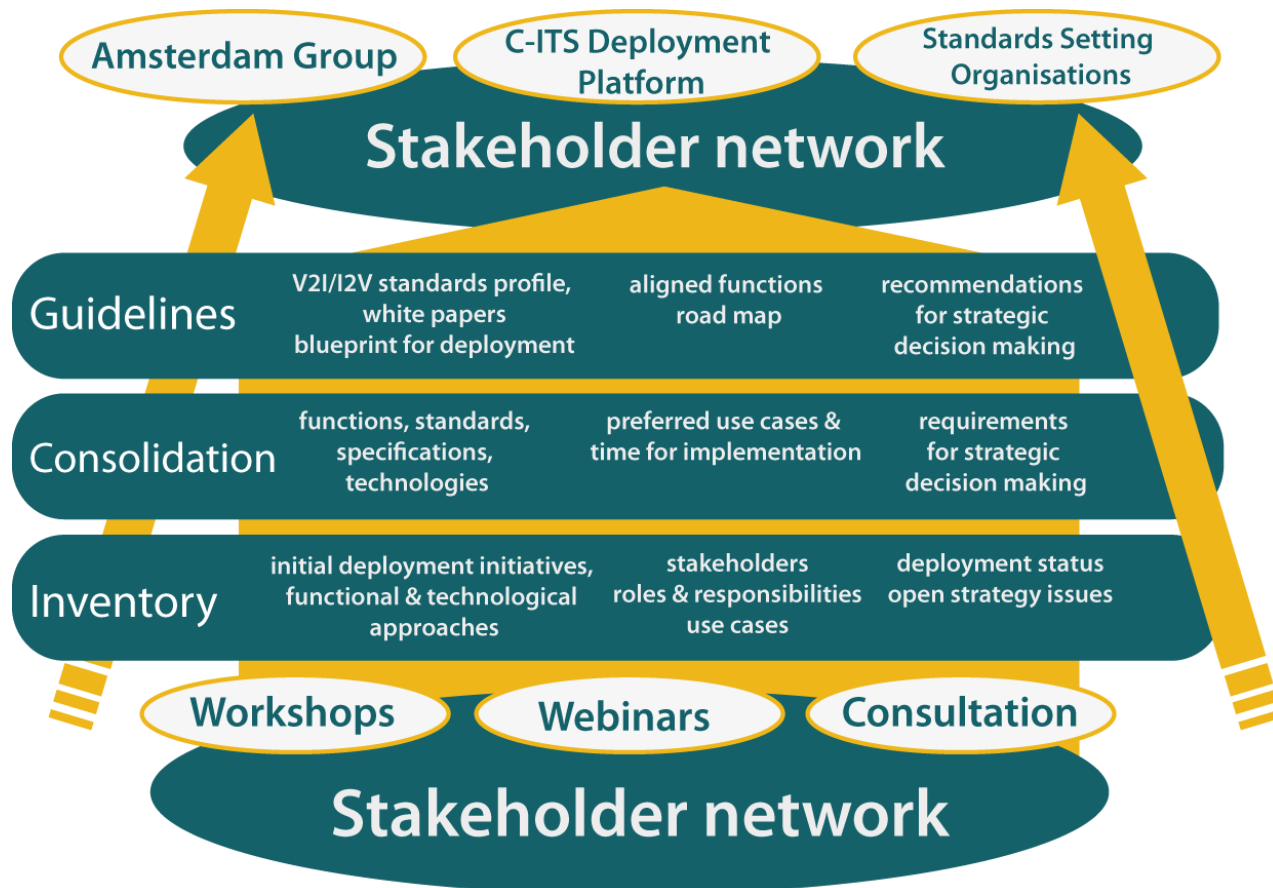 Amsterdam Group
C-ITS Deployment
Platform
Standards Setting
Organisations
Stakeholder network
Guidelines
V2I/I2V standards profile,
white papers
blueprint for deployment
aligned functions
road map
recommendations
for strategic
decision making
Consolidation
functions, standards,
specifications,
technologies
preferred use cases &
time for implementation
requirements
for strategic
decision making
Inventory
initial deployment initiatives,
functional & technological
approaches
stakeholders
roles & responsibilities
use cases
deployment status
open strategy issues
Workshops
Webinars
Consultation
Stakeholder network